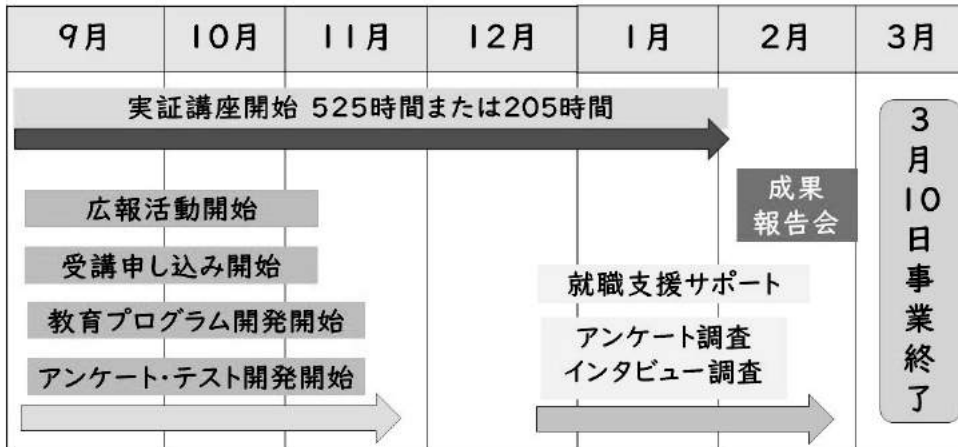 9月 10月 11月 12月 1月 2月 3月
実証講座開始 525時間または205時間
広報活動開始
受講申し込み開始
教育プログラム開発開始
アンケート・テスト開発開始
成果
報告会
就職支援サポート
アンケート調査
インタビュー調査
3月10日事業終了